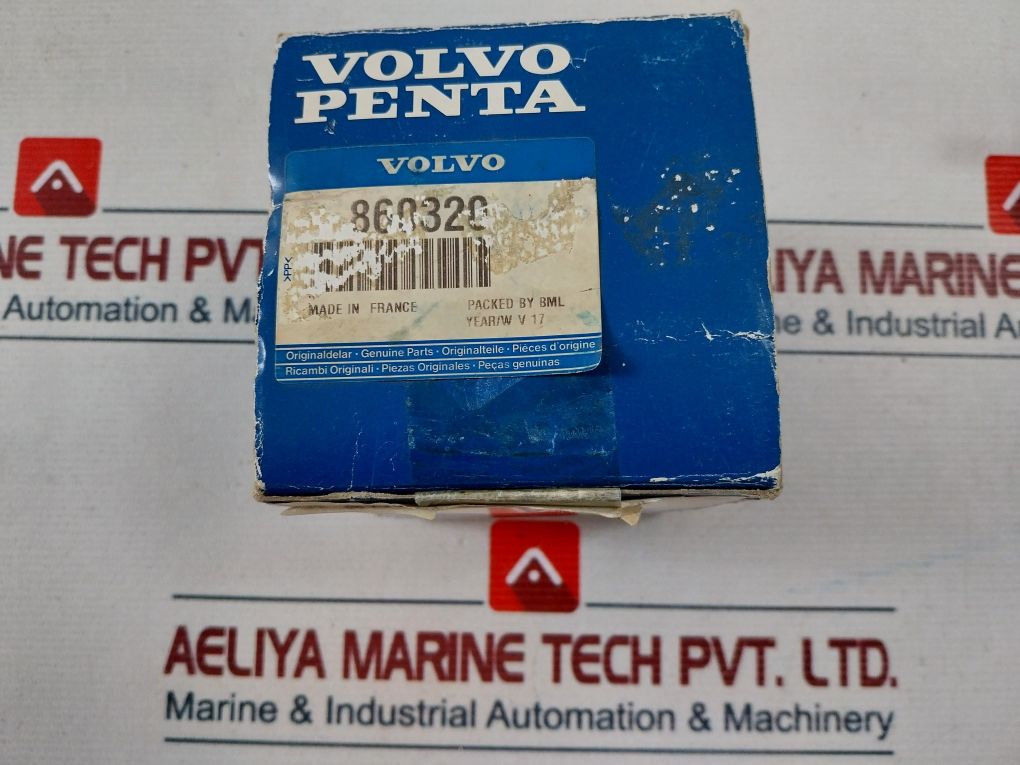 VOLVO
PENTA
VOLVO
>PP<
MADE IN FRANCE
PACKED BY BML
YEAR/W V 17
Originaldelar · Genuine Parts · Originalteile · Pièces d'origine
Ricambi Originali · Piezas Originales · Peças genuinas
NE TECH PVT
Automation & M
IYA MARINE
e & Industrial Au
AELIYA MARINE TECH PVT. LTD.
Marine & Industrial Automation & Machinery